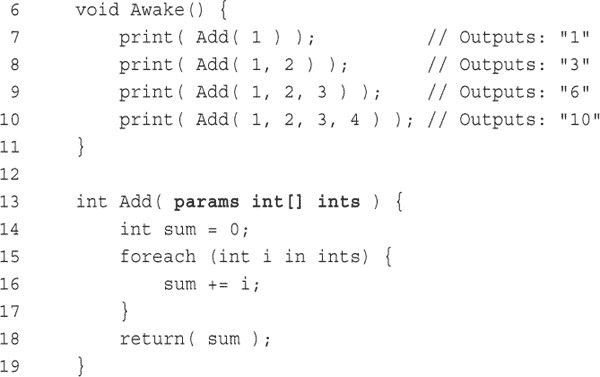 6 void Awake() {
7 print( Add( 1 ) ); // Outputs: "1"
8 print( Add( 1, 2 ) ); // Outputs: "3"
9 print( Add( 1, 2, 3 ) ); // Outputs: "6"
10 print( Add( 1, 2, 3, 4 ) ); // Outputs: "10"
11 }
12
13 int Add( params int[] ints ) {
14 int sum = 0;
15 foreach (int i in ints) {
16 sum += i;
17 }
18 return( sum );
19 }